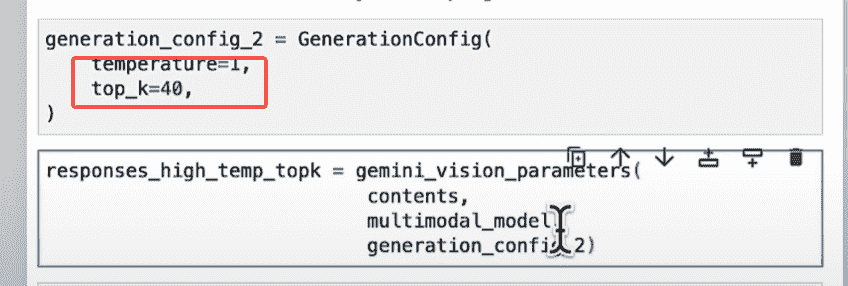 generation_config_2 = GenerationConfig(
    temperature=1,
    top_k=40,
)
responses_high_temp_topk = gemini_vision_parameters(
                            contents,
                            multimodal_model,
                            generation_config_2)